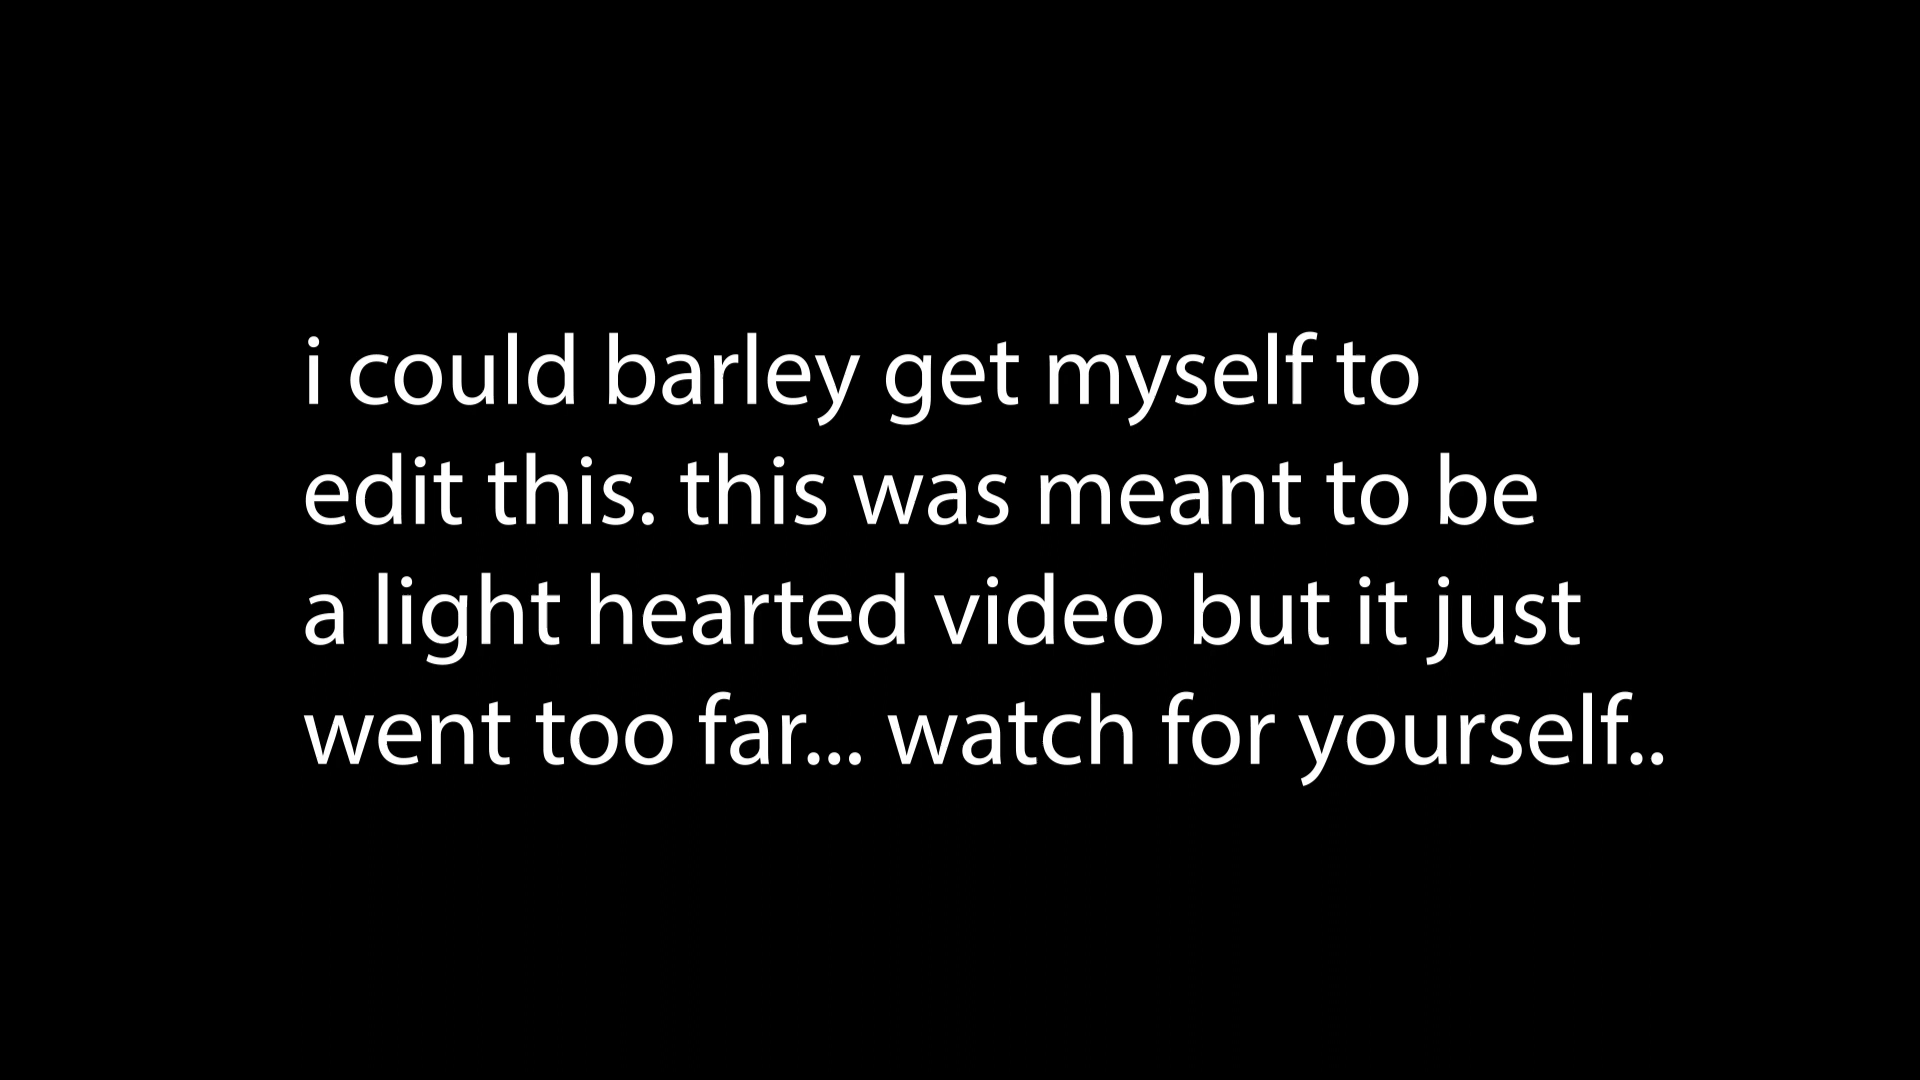 i could barley get myself to
edit this. this was meant to be
a light hearted video but it just
went too far... watch for yourself..